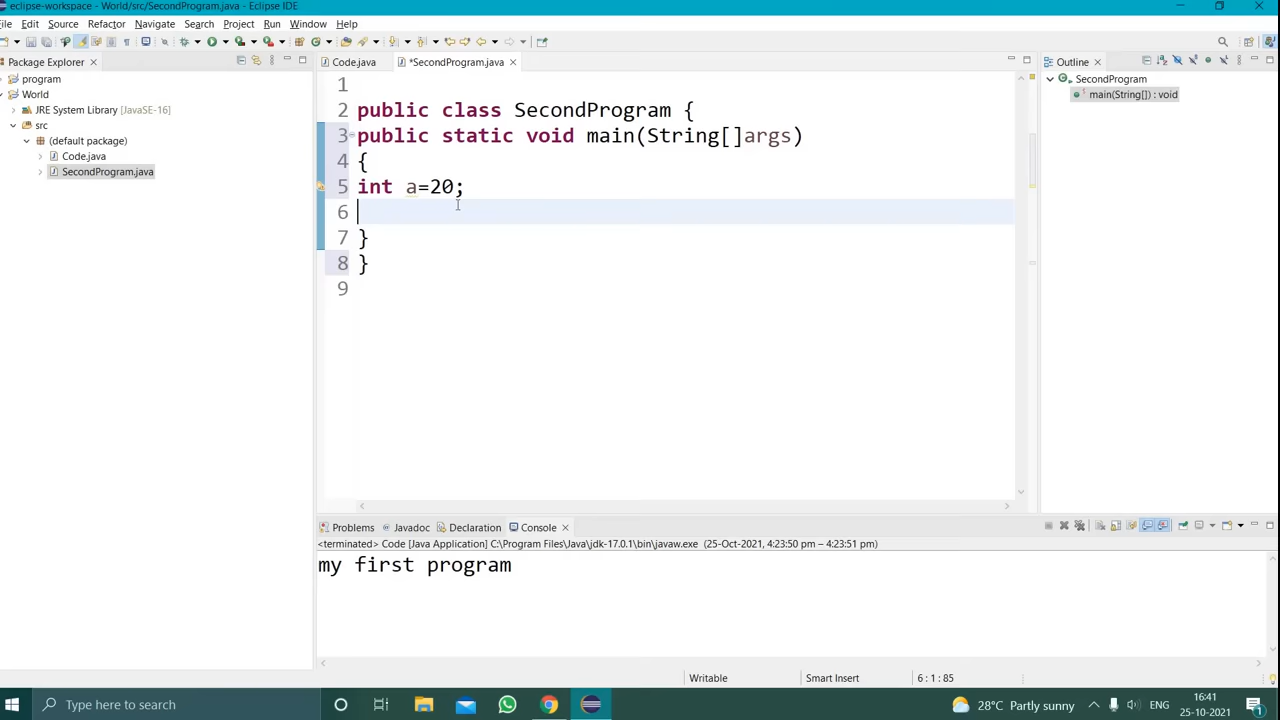 eclipse-workspace - World/src/SecondProgram.java - Eclipse IDE
File Edit Source Refactor Navigate Search Project Run Window Help
Package Explorer
Code.java
*SecondProgram.java
Outline
program
World
JRE System Library [JavaSE-16]
src
(default package)
Code.java
SecondProgram.java
1
2 public class SecondProgram {
3 public static void main(String[]args)
4 {
5 int a=20;
6
7 }
8 }
9
SecondProgram
main(String[]) : void
Problems Javadoc Declaration Console
<terminated> Code [Java Application] C:\Program Files\Java\jdk-17.0.1\bin\javaw.exe (25-Oct-2021, 4:23:50 pm – 4:23:51 pm)
my first program
Writable Smart Insert 6 : 1 : 85
Type here to search
28°C Partly sunny
ENG
16:41
25-10-2021
1